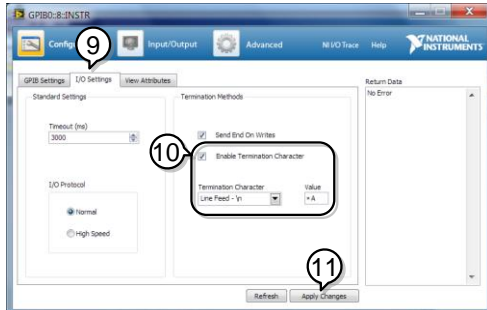 GPIB0::8::INSTR
Input/Output
Advanced
NI I/O Trace
Help
NATIONAL
INSTRUMENTS
9
GPIB Settings
I/O Settings
View Attributes
Return Data
Standard Settings
Termination Methods
No Error
Timeout (ms)
3000
Send End On Writes
10
Enable Termination Character
I/O Protocol
Termination Character
Value
Line Feed - \n
xA
Normal
High Speed
11
Refresh
Apply Changes